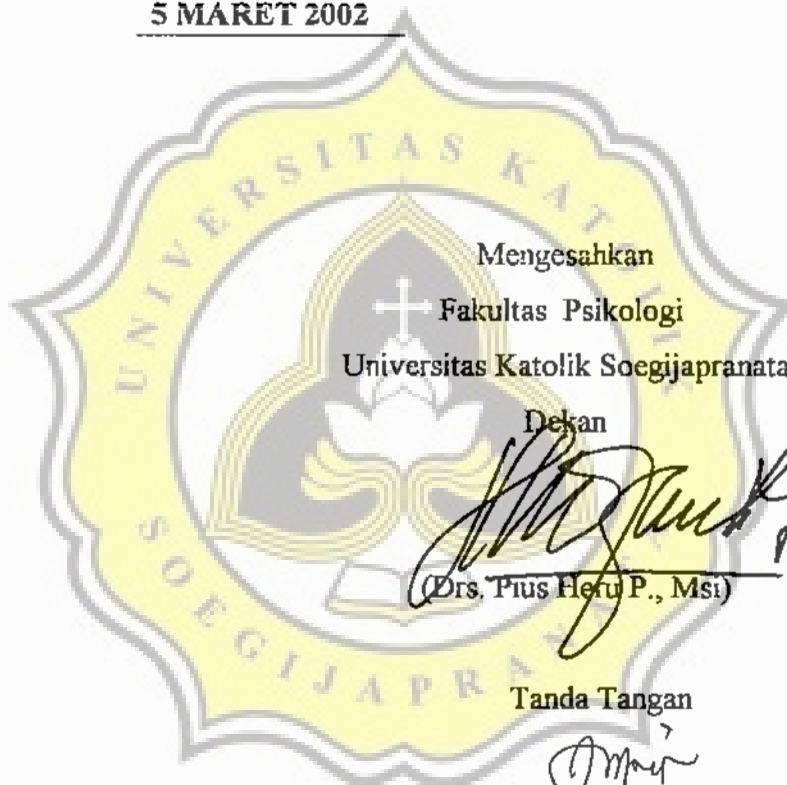 5 MARET 2002
UNIVERSITAS KATOLIK
SOEGIJAPRANATA
Mengesahkan
Fakultas Psikologi
Universitas Katolik Soegijapranata
Dekan
(Drs. Pius Heru P., Msi)
Tanda Tangan